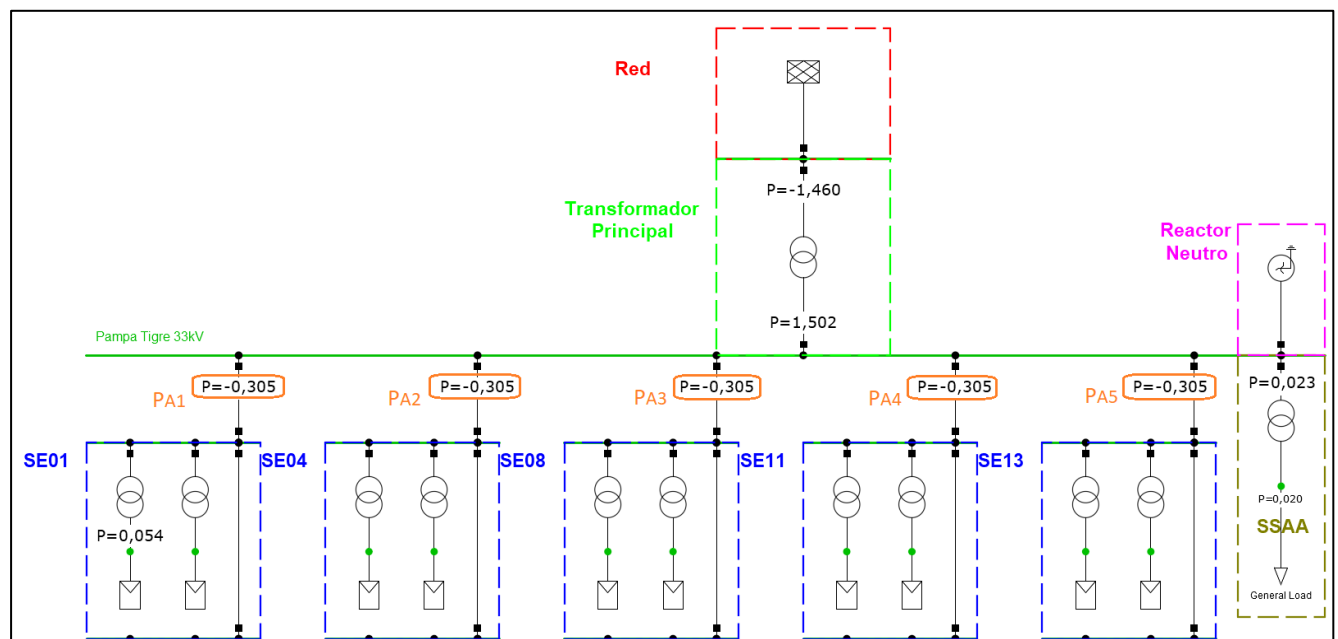 Red
P=-1,460
Transformador
Principal
Reactor
Neutro
P=1,502
Pampa Tigre 33kV
P=-0,305
P=-0,305
P=-0,305
P=-0,305
P=-0,305
P=0,023
PA1
PA2
PA3
PA4
PA5
SE01
SE04
SE08
SE11
SE13
P=0,020
P=0,054
SSAA
General Load